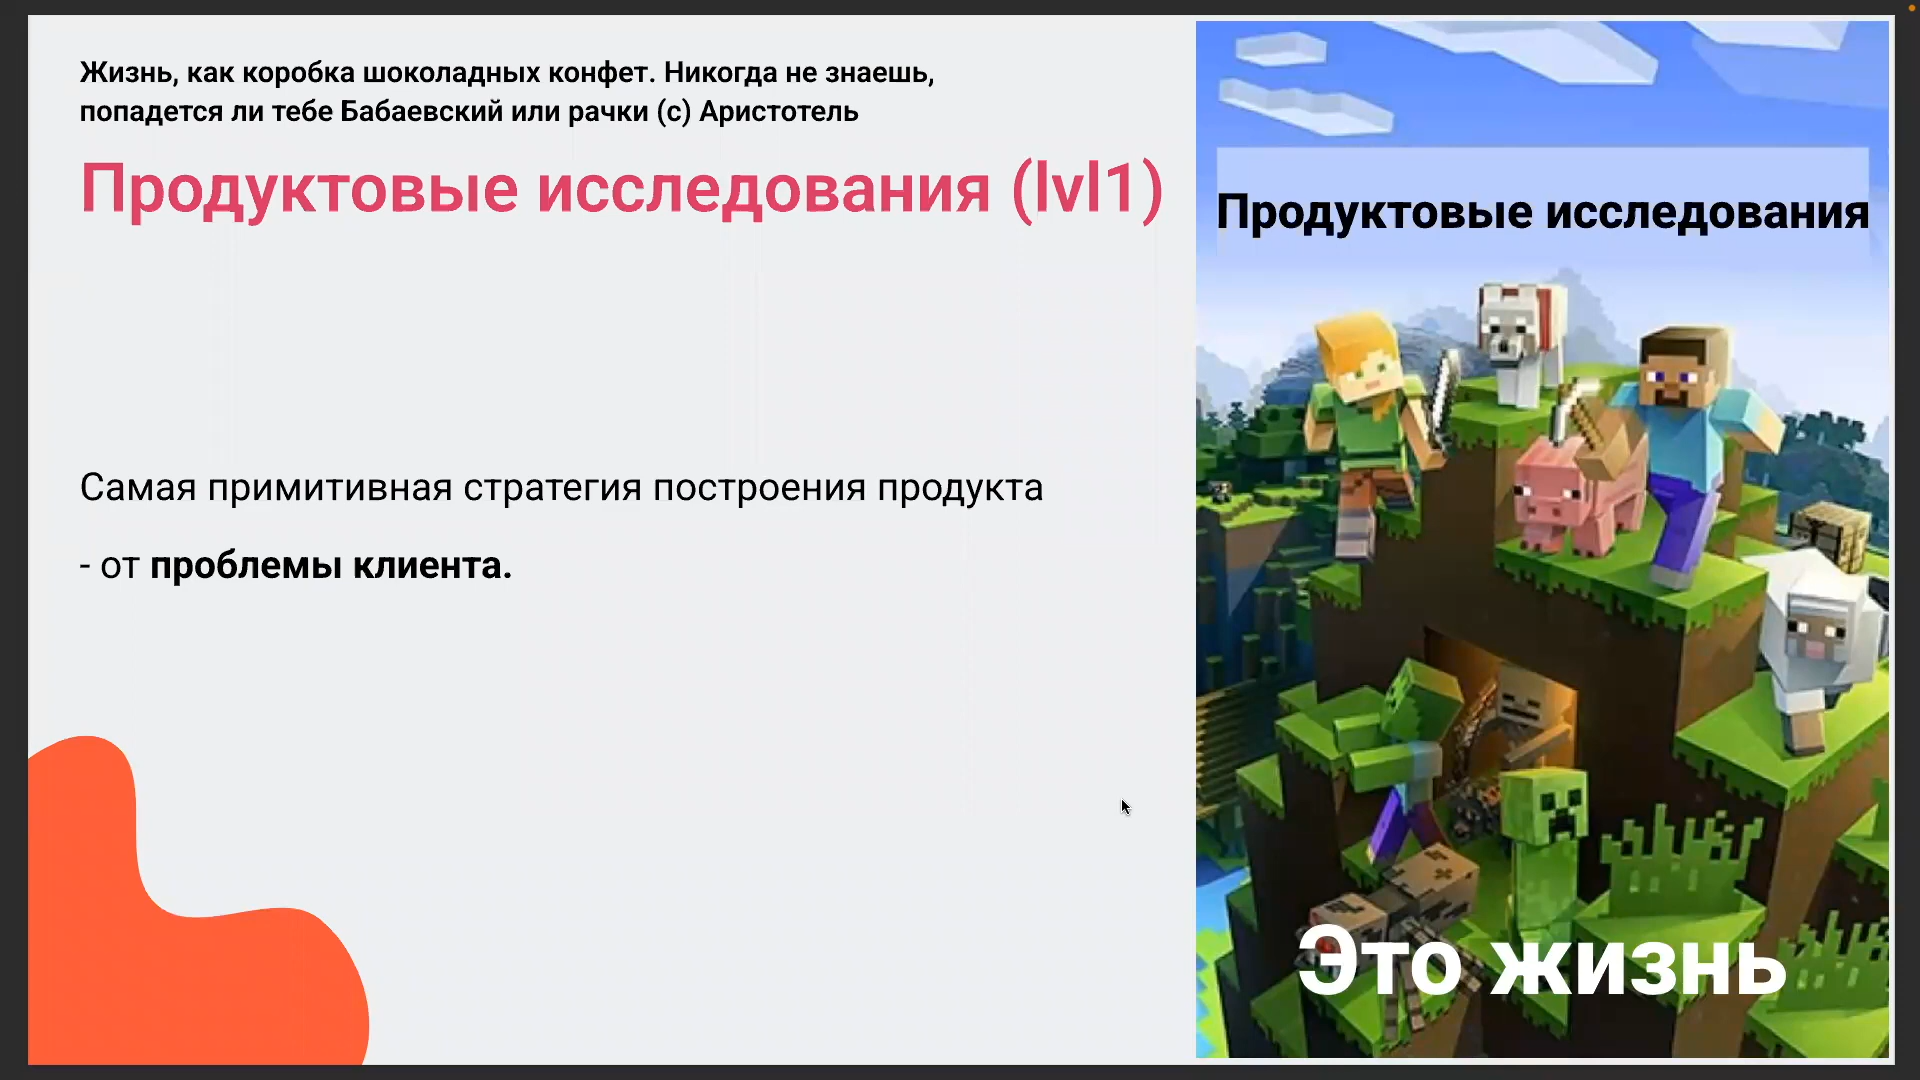 Жизнь, как коробка шоколадных конфет. Никогда не знаешь,
попадется ли тебе Бабаевский или рачки (с) Аристотель
Продуктовые исследования (lvl1)
Самая примитивная стратегия построения продукта
- от проблемы клиента.
Продуктовые исследования
Это жизнь